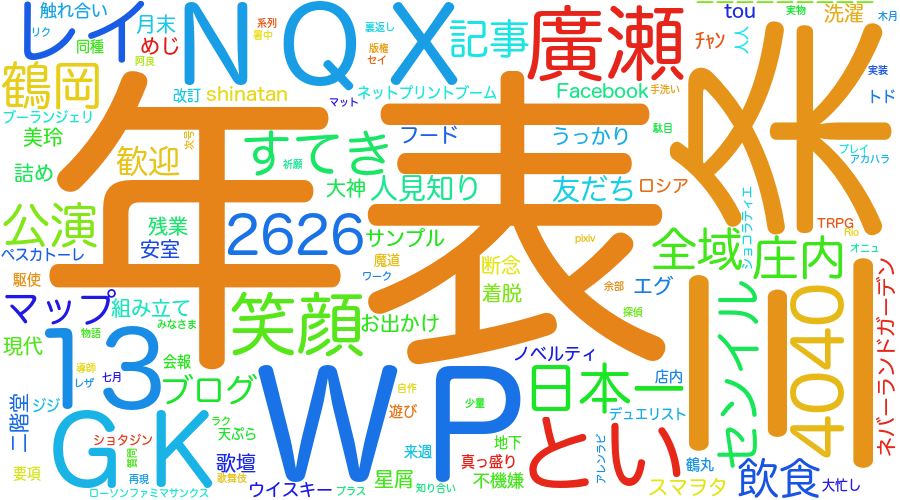 触れ合い
月末
系列
暑中
裏返し
実物
洗濯
木月
レイ
リク
同種
めじ
阿良
NQX
記事
版権
セイ
廣瀬
チャン
tou
YY
条
実装
鶴岡
改訂
shinatan
マット
ネットプリントブーム
Facebook
手洗い
トド
ブーランジェリ
美玲
詰め
歓迎
すてき
祈願
フード
うっかり
駄目
プレイ
アカハラ
年表
大神
人見知り
友だち
ロシア
公演
残業
安室
2626
サンプル
pixiv
ショコラティエ
TRPG
Rio
オニュ
ペスカトーレ
駆使
魔道
ワーク
断念
着脱
余部
エグ
全域
庄内
マップ
組み立て
みなさま
笑顔
お出かけ
探偵
川
4040
ネバーランドガーデン
現代
13
物語
導師
レザ
七月
会報
ブログ
ノベルティ
日本一
店内
センイル
二階堂
ジジ
GK
ショタジン
ラク
天ぷら
WP
自作
遊び
少量
デュエリスト
とい
地下
来週
アレンラビ
要項
再現
歌壇
歌舞伎
真っ盛り
鶴丸
飲食
大忙し
ローソンファミマサンクス
ウイスキー
プラス
星屑
知り合い
不機嫌
スマヲタ